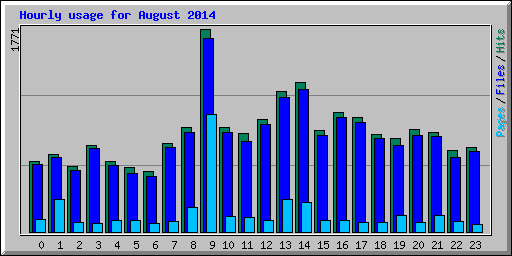 Hourly usage for August 2014
1771
Pages / Files / Hits
0 1 2 3 4 5 6 7 8 9 10 11 12 13 14 15 16 17 18 19 20 21 22 23